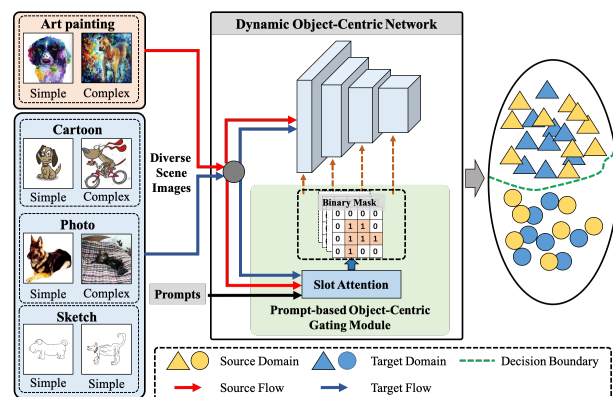 Art painting
Simple
Complex
Cartoon
Simple
Complex
Photo
Simple
Complex
Sketch
Simple
Simple
Diverse
Scene
Images
Prompts
Dynamic Object-Centric Network
Binary Mask
0 0 0 0
0 1 1 0
0 1 1 1
0 1 0 0
Slot Attention
Prompt-based Object-Centric
Gating Module
Source Domain
Target Domain
Decision Boundary
Source Flow
Target Flow